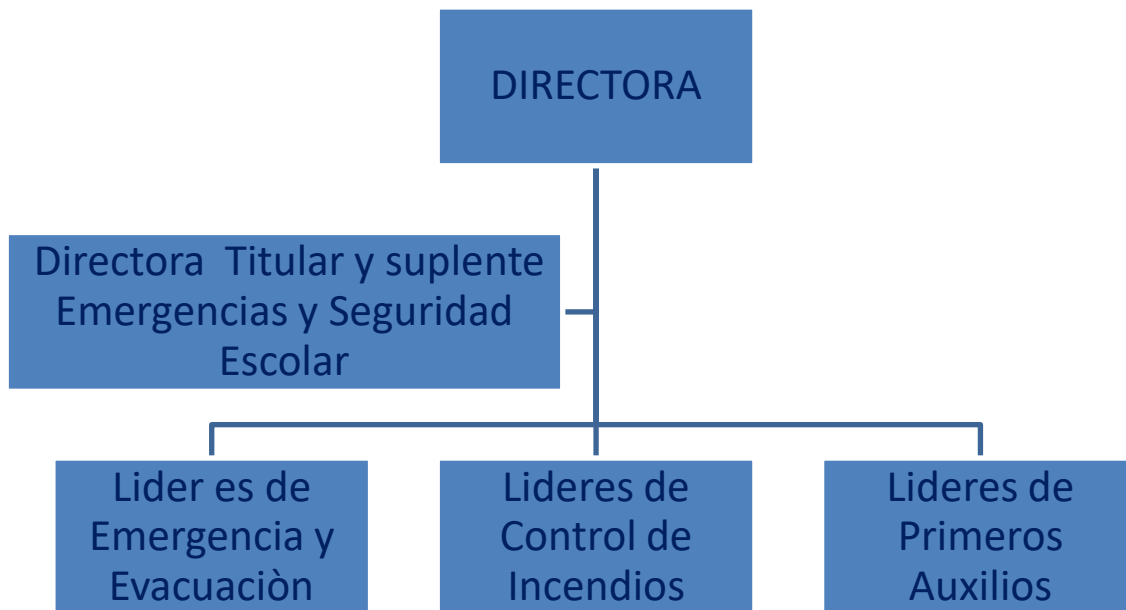 DIRECTORA
Directora Titular y suplente
Emergencias y Seguridad
Escolar
Lider es de
Emergencia y
Evacuaciòn
Lideres de
Control de
Incendios
Lideres de
Primeros
Auxilios